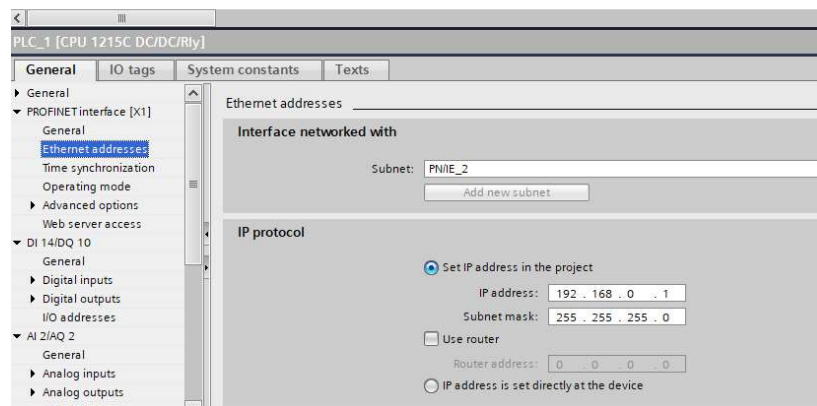 PLC_1 [CPU 1215C DC/DC/Rly]
General IO tags System constants Texts
General
PROFINET interface [X1]
General
Ethernet addresses
Time synchronization
Operating mode
Advanced options
Web server access
DI 14/DQ 10
General
Digital inputs
Digital outputs
I/O addresses
AI 2/AQ 2
General
Analog inputs
Analog outputs
Ethernet addresses
Interface networked with
Subnet: PN/IE_2
Add new subnet
IP protocol
Set IP address in the project
IP address: 192 . 168 . 0 . 1
Subnet mask: 255 . 255 . 255 . 0
Use router
Router address: 0 . 0 . 0 . 0
IP address is set directly at the device